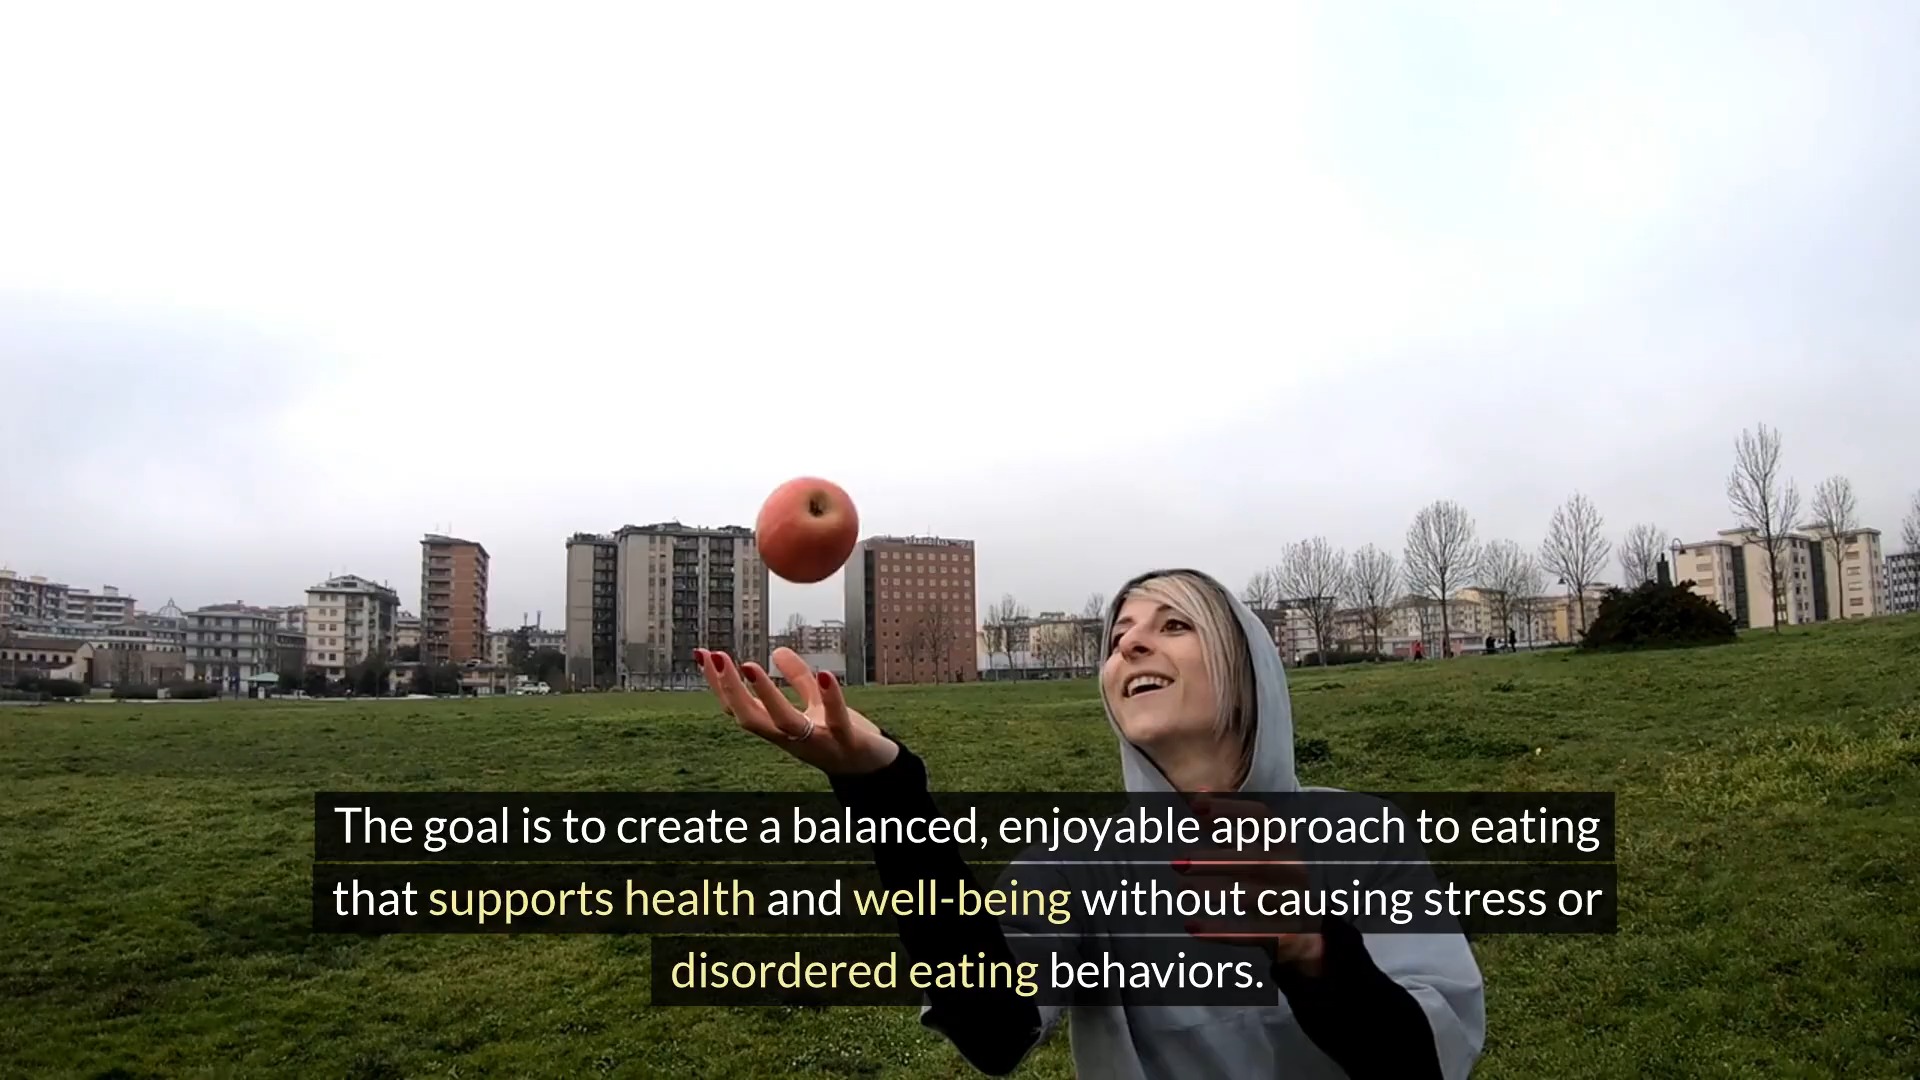 The goal is to create a balanced, enjoyable approach to eating
that supports health and well-being without causing stress or
disordered eating behaviors.